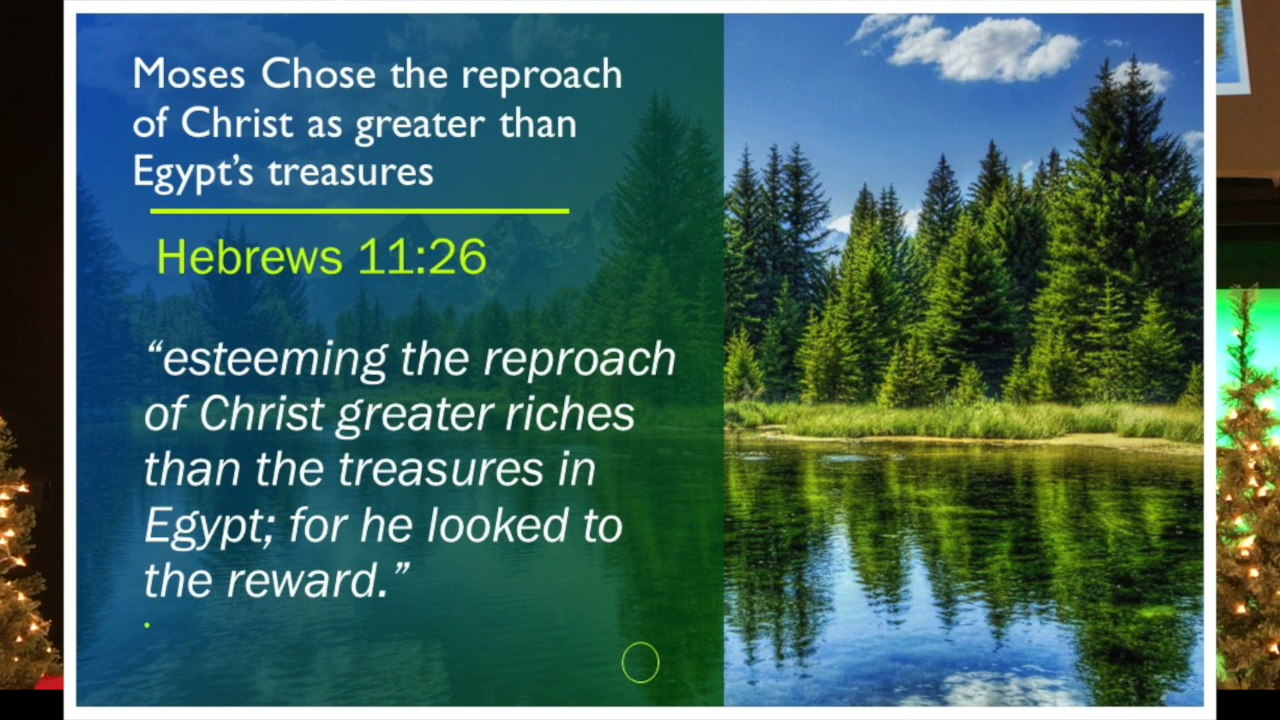 Moses Chose the reproach
of Christ as greater than
Egypt’s treasures
Hebrews 11:26
“esteeming the reproach
of Christ greater riches
than the treasures in
Egypt; for he looked to
the reward.”